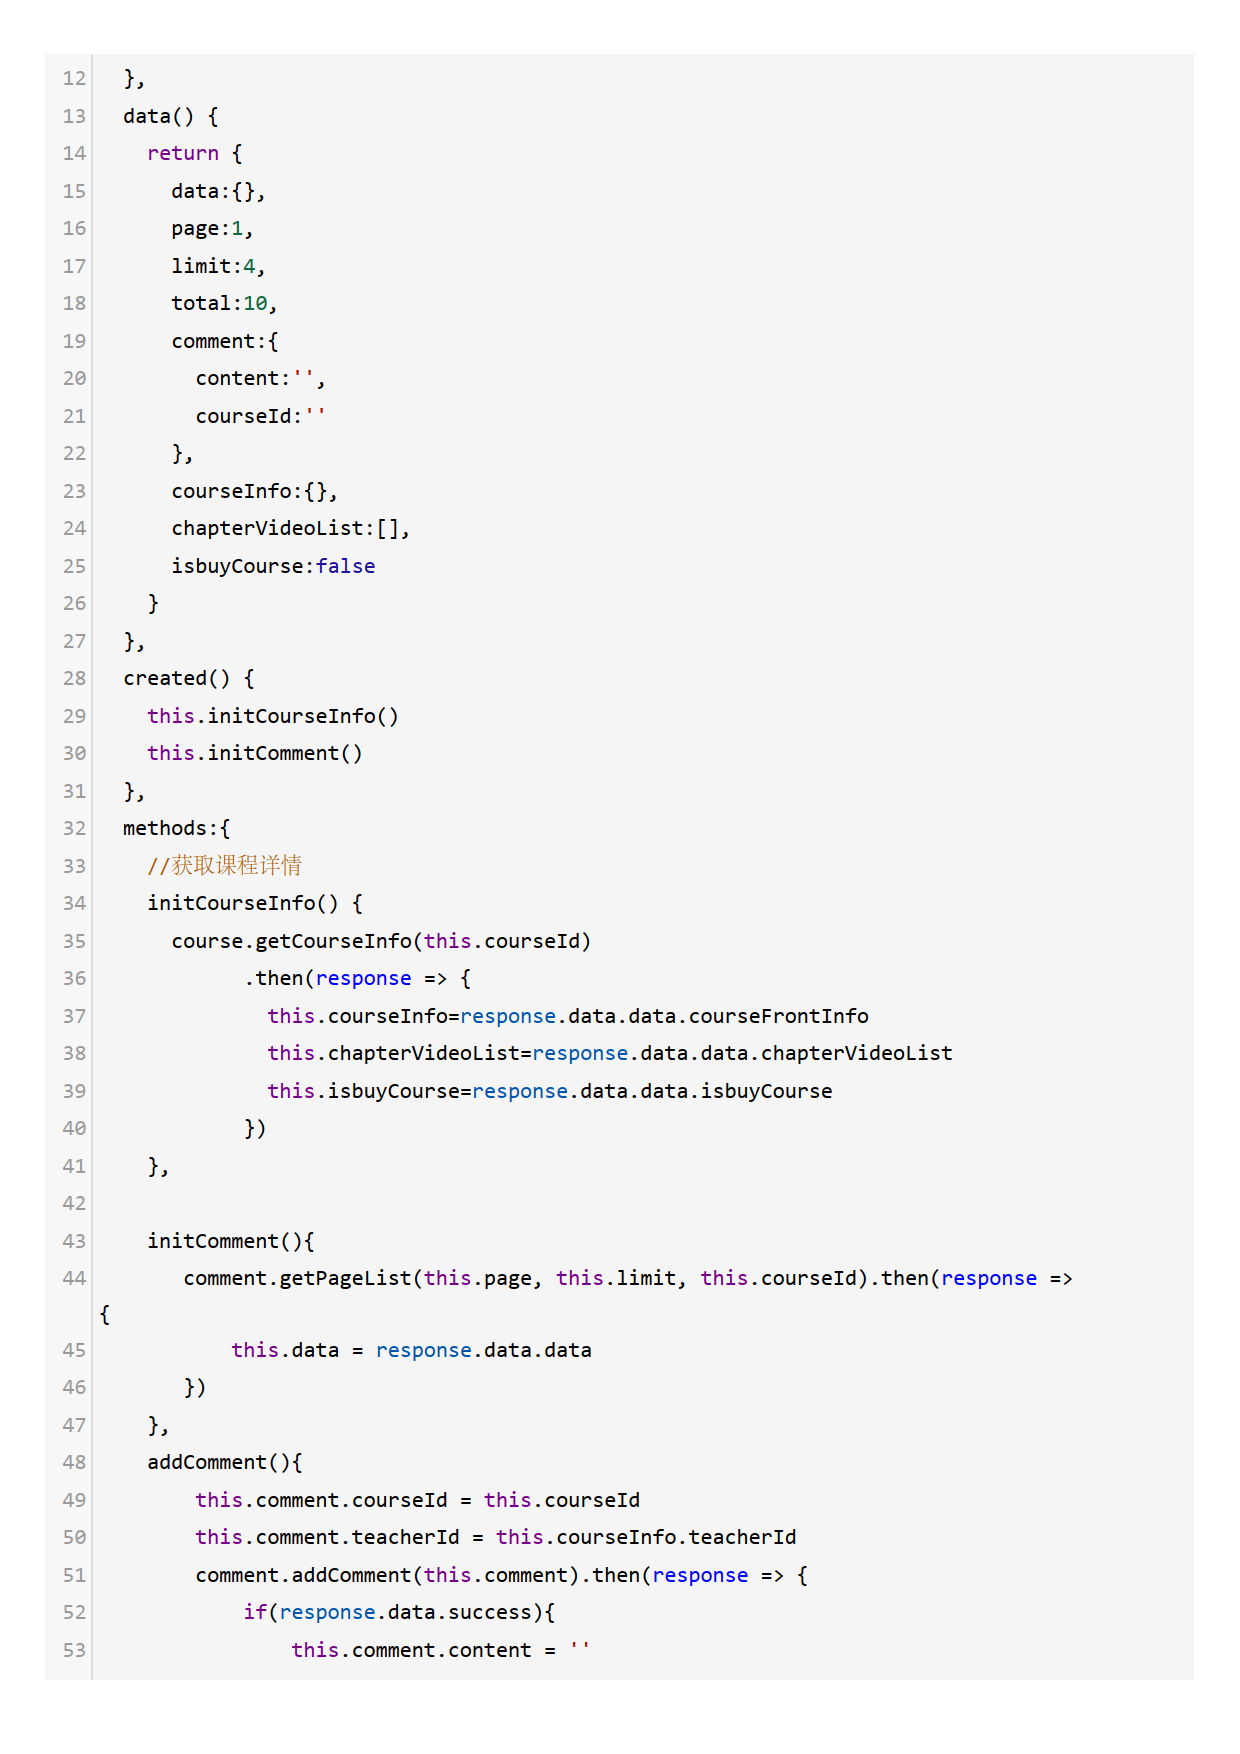 12 },
13 data() {
14 return {
15 data:{},
16 page:1,
17 limit:4,
18 total:10,
19 comment:{
20 content:'',
21 courseId:''
22 },
23 courseInfo:{},
24 chapterVideoList:[],
25 isbuyCourse:false
26 }
27 },
28 created() {
29 this.initCourseInfo()
30 this.initComment()
31 },
32 methods:{
33 //获取课程详情
34 initCourseInfo() {
35 course.getCourseInfo(this.courseId)
36 .then(response => {
37 this.courseInfo=response.data.data.courseFrontInfo
38 this.chapterVideoList=response.data.data.chapterVideoList
39 this.isbuyCourse=response.data.data.isbuyCourse
40 })
41 },
42
43 initComment(){
44 comment.getPageList(this.page, this.limit, this.courseId).then(response =>
{
45 this.data = response.data.data
46 })
47 },
48 addComment(){
49 this.comment.courseId = this.courseId
50 this.comment.teacherId = this.courseInfo.teacherId
51 comment.addComment(this.comment).then(response => {
52 if(response.data.success){
53 this.comment.content = ''